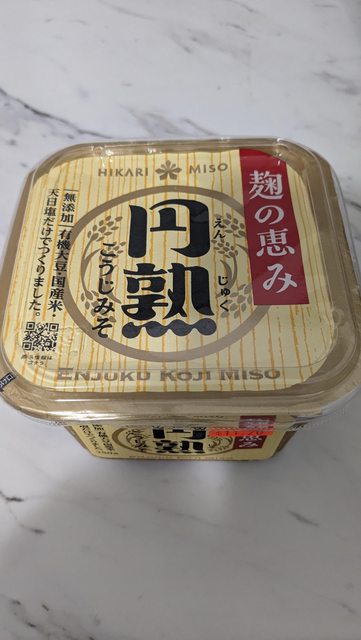 HIKARI MISO
麹の恵み
円熟
えんじゅく
こうじみそ
無添加 有機大豆・国産米・
天日塩だけでつくりました。
ENJUKU KOJI MISO
円熟